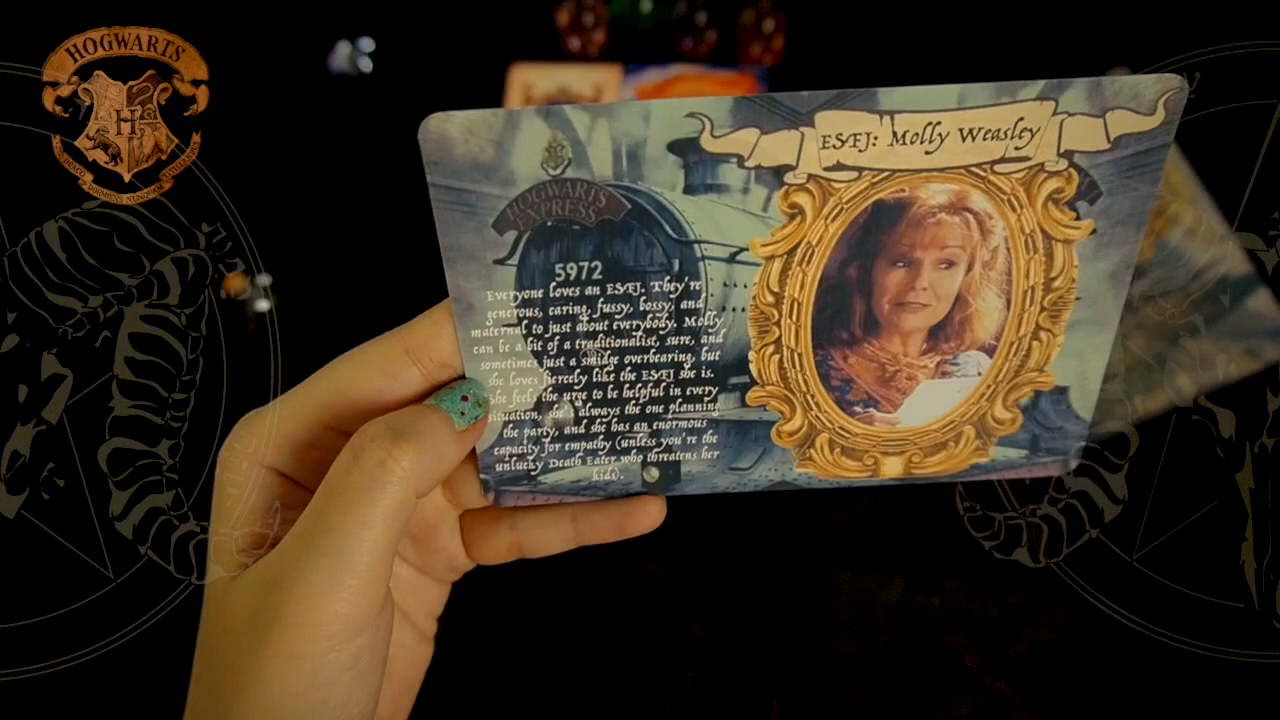 HOGWARTS
H
DRACO DORMIENS NUNQUAM TITILLANDUS
ESFJ: Molly Weasley
HOGWARTS
EXPRESS
5972
Everyone loves an ESFJ. They're
generous, caring, fussy, bossy, and
maternal to just about everybody. Molly
can be a bit of a traditionalist, sure, and
sometimes just a smidge overbearing, but
she loves fiercely like the ESFJ she is.
She feels the urge to be helpful in every
situation, she's always the one planning
the party, and she has an enormous
capacity for empathy (unless you're the
unlucky Death Eater who threatens her
kids).